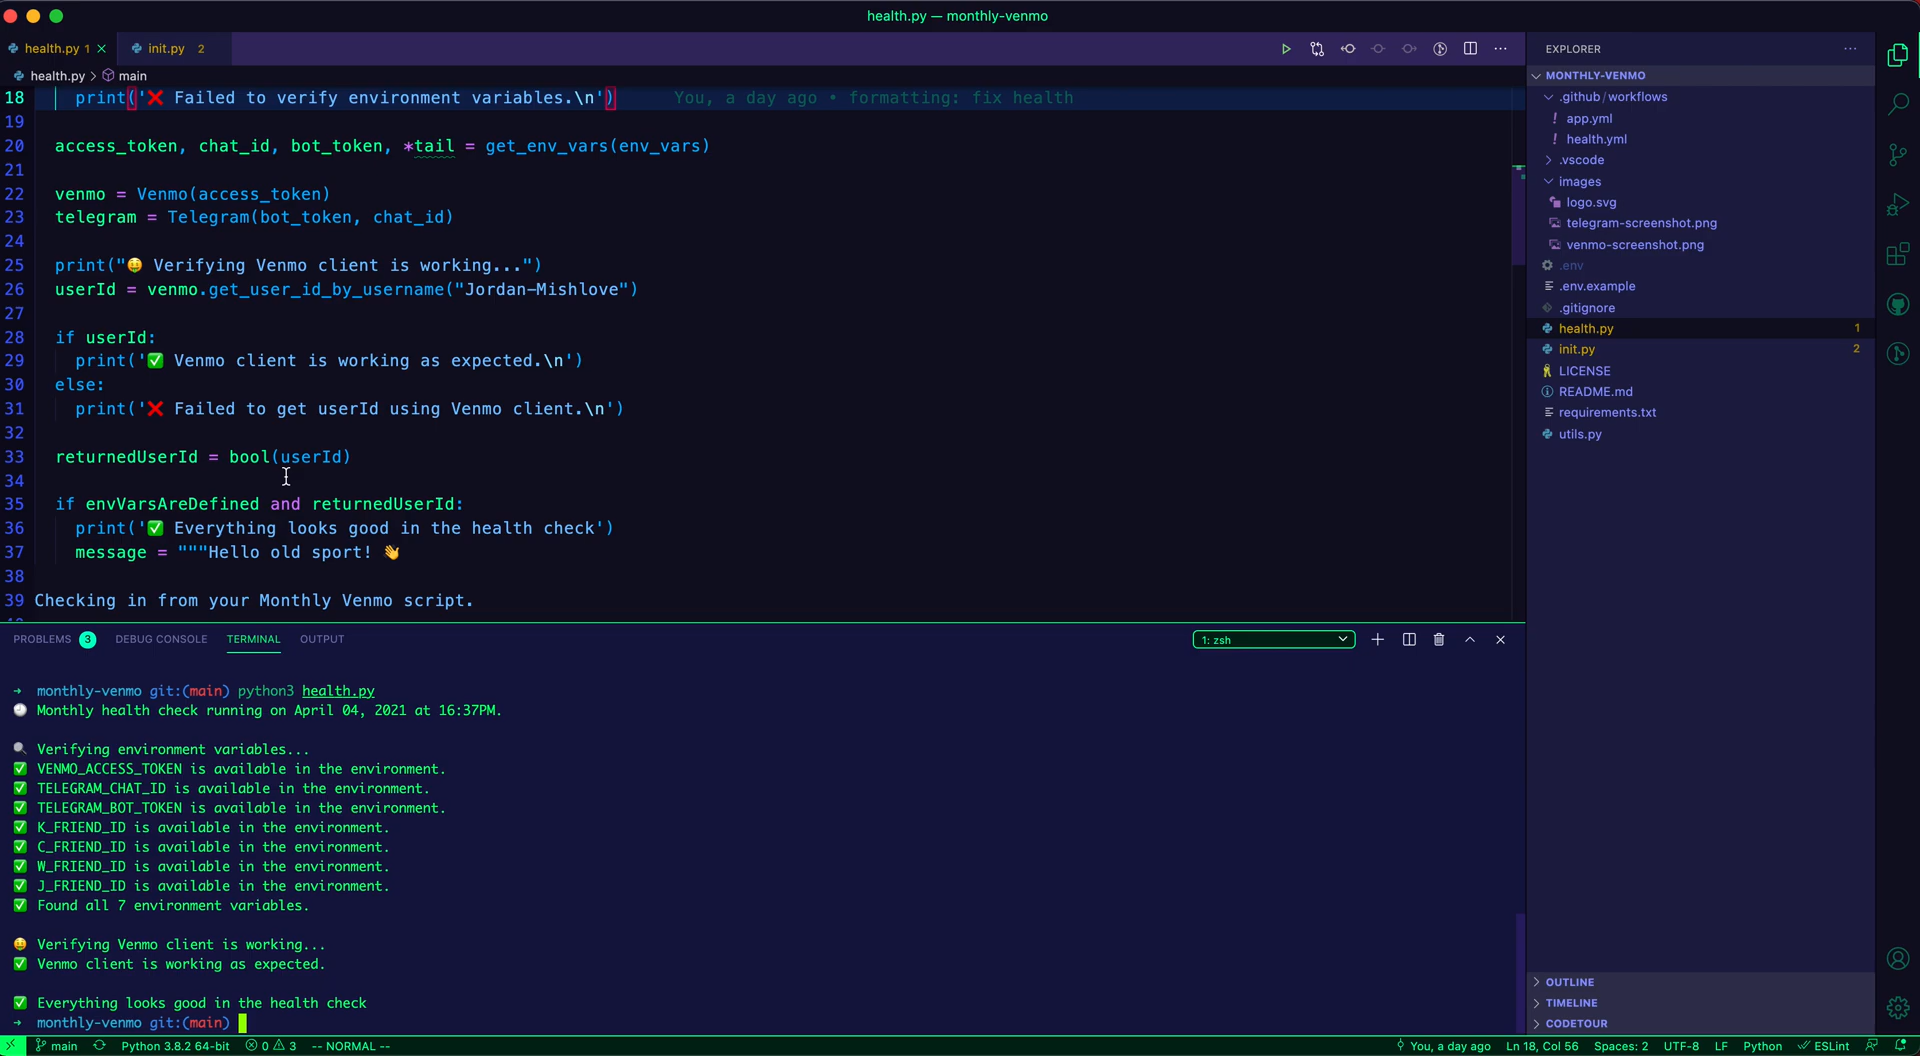 health.py — monthly-venmo
health.py 1
init.py 2
health.py > main
18 print('❌ Failed to verify environment variables.\n') You, a day ago • formatting: fix health
19
20 access_token, chat_id, bot_token, *tail = get_env_vars(env_vars)
21
22 venmo = Venmo(access_token)
23 telegram = Telegram(bot_token, chat_id)
24
25 print("🤑 Verifying Venmo client is working...")
26 userId = venmo.get_user_id_by_username("Jordan-Mishlove")
27
28 if userId:
29 print('✅ Venmo client is working as expected.\n')
30 else:
31 print('❌ Failed to get userId using Venmo client.\n')
32
33 returnedUserId = bool(userId)
34
35 if envVarsAreDefined and returnedUserId:
36 print('✅ Everything looks good in the health check')
37 message = """Hello old sport! 👋
38
39 Checking in from your Monthly Venmo script.
PROBLEMS 3 DEBUG CONSOLE TERMINAL OUTPUT
1: zsh
→ monthly-venmo git:(main) python3 health.py
🕘 Monthly health check running on April 04, 2021 at 16:37PM.
🔍 Verifying environment variables...
✅ VENMO_ACCESS_TOKEN is available in the environment.
✅ TELEGRAM_CHAT_ID is available in the environment.
✅ TELEGRAM_BOT_TOKEN is available in the environment.
✅ K_FRIEND_ID is available in the environment.
✅ C_FRIEND_ID is available in the environment.
✅ W_FRIEND_ID is available in the environment.
✅ J_FRIEND_ID is available in the environment.
✅ Found all 7 environment variables.
🤑 Verifying Venmo client is working...
✅ Venmo client is working as expected.
✅ Everything looks good in the health check
→ monthly-venmo git:(main)
EXPLORER
MONTHLY-VENMO
.github/workflows
! app.yml
! health.yml
.vscode
images
logo.svg
telegram-screenshot.png
venmo-screenshot.png
.env
.env.example
.gitignore
health.py 1
init.py 2
LICENSE
README.md
requirements.txt
utils.py
OUTLINE
TIMELINE
CODETOUR
main Python 3.8.2 64-bit 0 3 -- NORMAL -- You, a day ago Ln 18, Col 56 Spaces: 2 UTF-8 LF Python ESLint